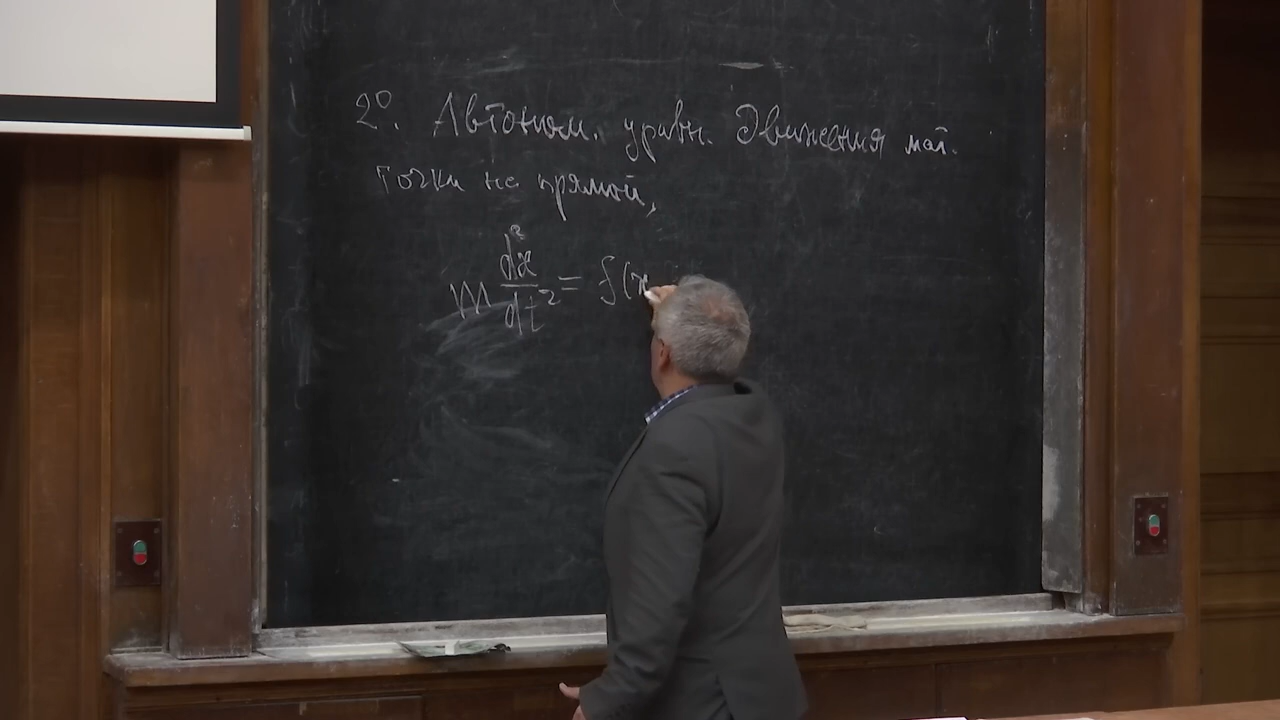 2°. Автоном. уравн. движения мат.
точки на прямой,
m d²x/dt² = f(x